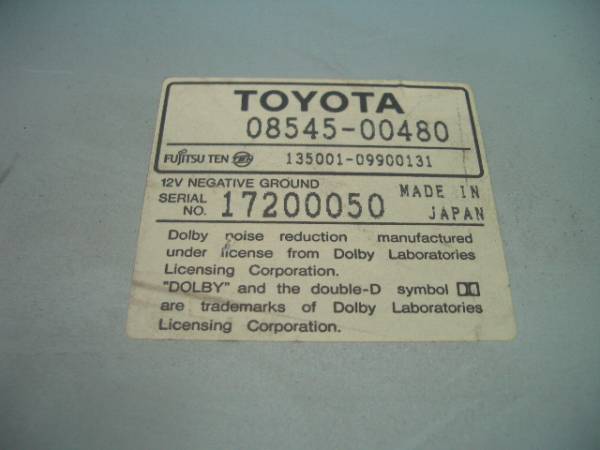 TOYOTA
08545-00480
FUJITSU TEN TEN 135001-09900131
12V NEGATIVE GROUND
SERIAL NO. 17200050 MADE IN JAPAN
Dolby noise reduction manufactured
under license from Dolby Laboratories
Licensing Corporation.
"DOLBY" and the double-D symbol
are trademarks of Dolby Laboratories
Licensing Corporation.